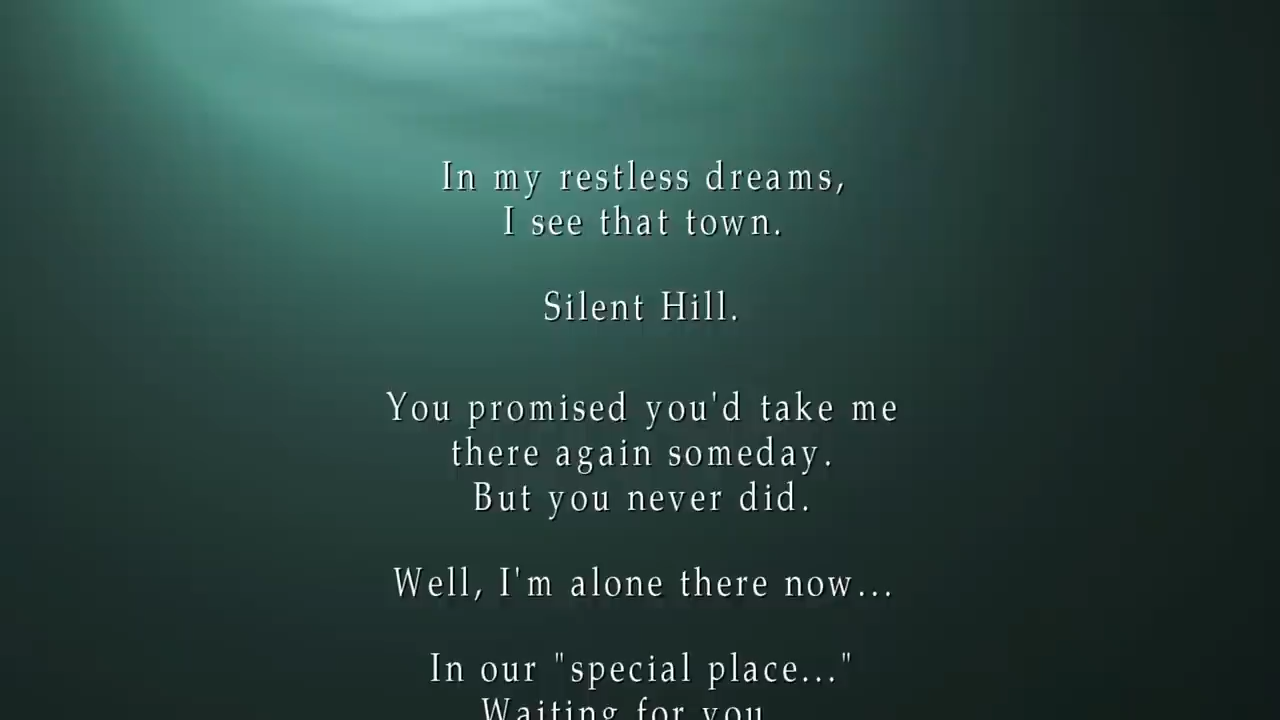 In my restless dreams,
I see that town.
Silent Hill.
You promised you'd take me
there again someday.
But you never did.
Well, I'm alone there now...
In our "special place..."
Waiting for you